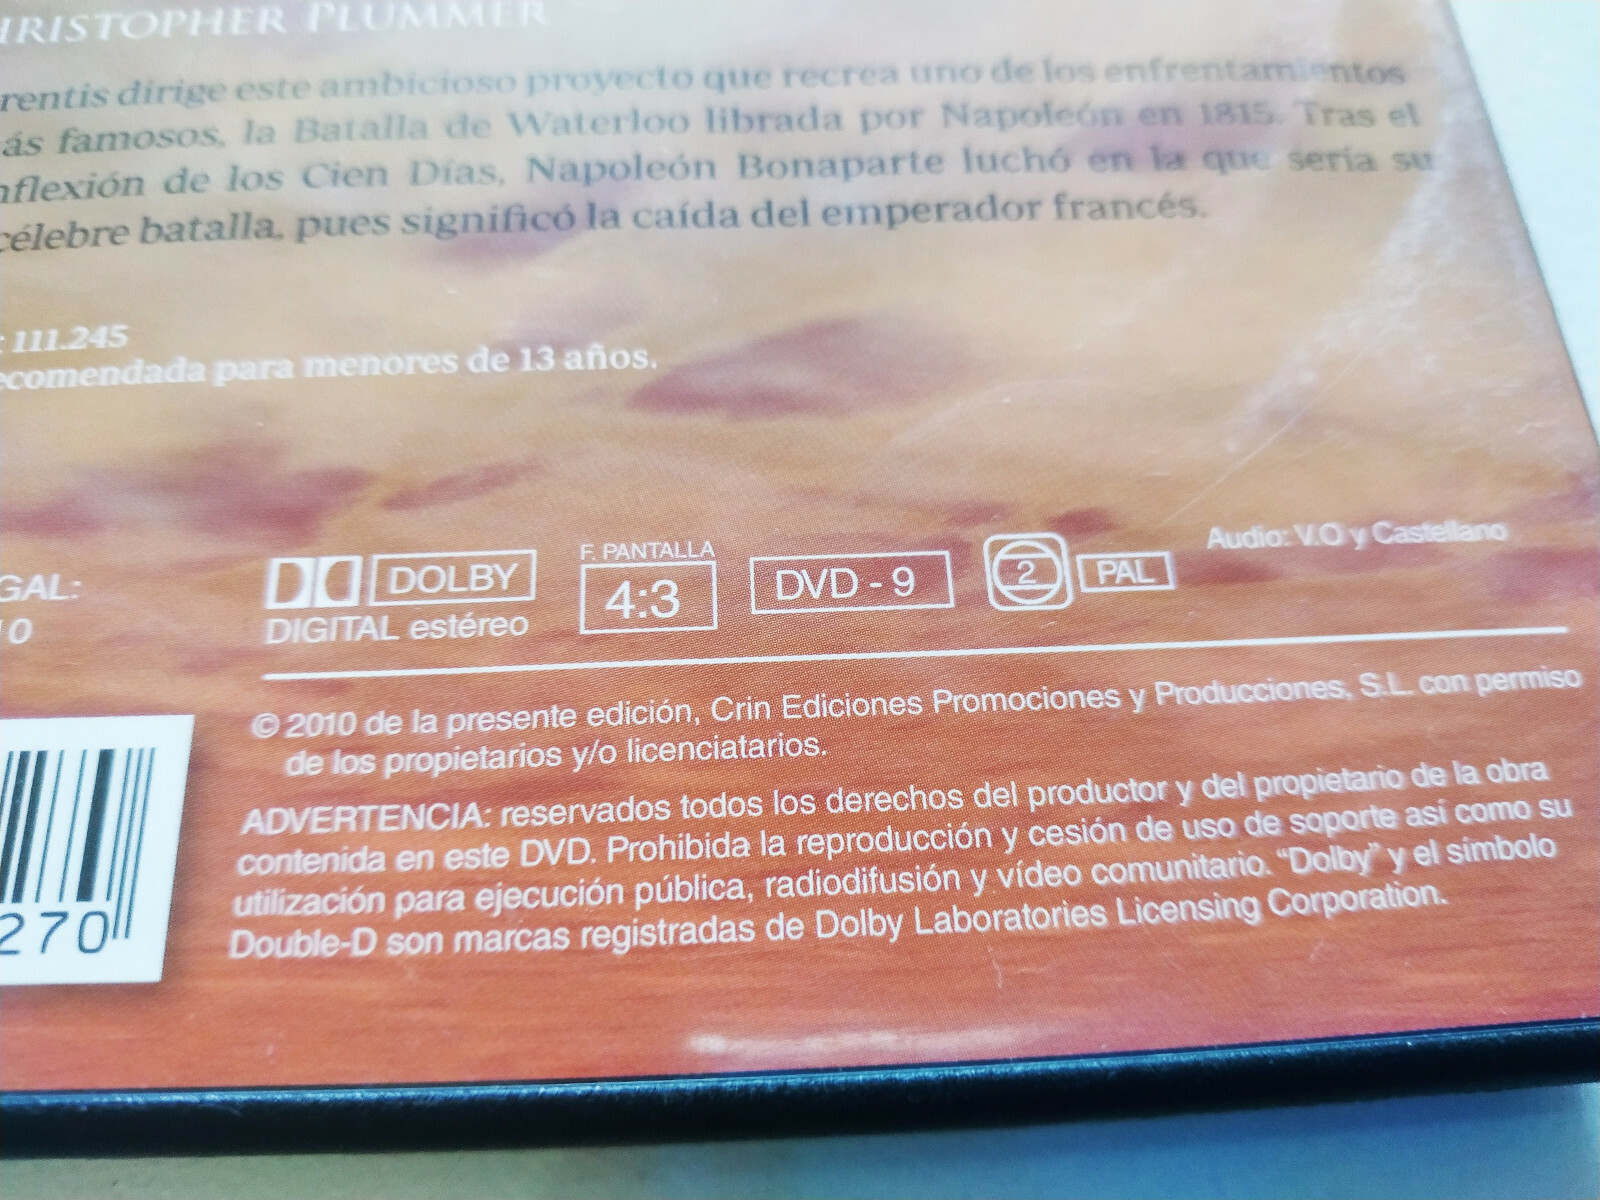 HRISTOPHER PLUMMER
rentis dirige este ambicioso proyecto que recrea uno de los enfrentamientos
ás famosos, la Batalla de Waterloo librada por Napoleón en 1815. Tras el
nflexión de los Cien Días, Napoleón Bonaparte luchó en la que sería su
célebre batalla, pues significó la caída del emperador francés.
: 111.245
ecomendada para menores de 13 años.
GAL:
10
DOLBY
DIGITAL estéreo
F. PANTALLA
4:3
DVD - 9
2
PAL
Audio: V.O y Castellano
© 2010 de la presente edición, Crin Ediciones Promociones y Producciones, S.L. con permiso
de los propietarios y/o licenciatarios.
ADVERTENCIA: reservados todos los derechos del productor y del propietario de la obra
contenida en este DVD. Prohibida la reproducción y cesión de uso de soporte así como su
utilización para ejecución pública, radiodifusión y vídeo comunitario. “Dolby” y el símbolo
Double-D son marcas registradas de Dolby Laboratories Licensing Corporation.
270